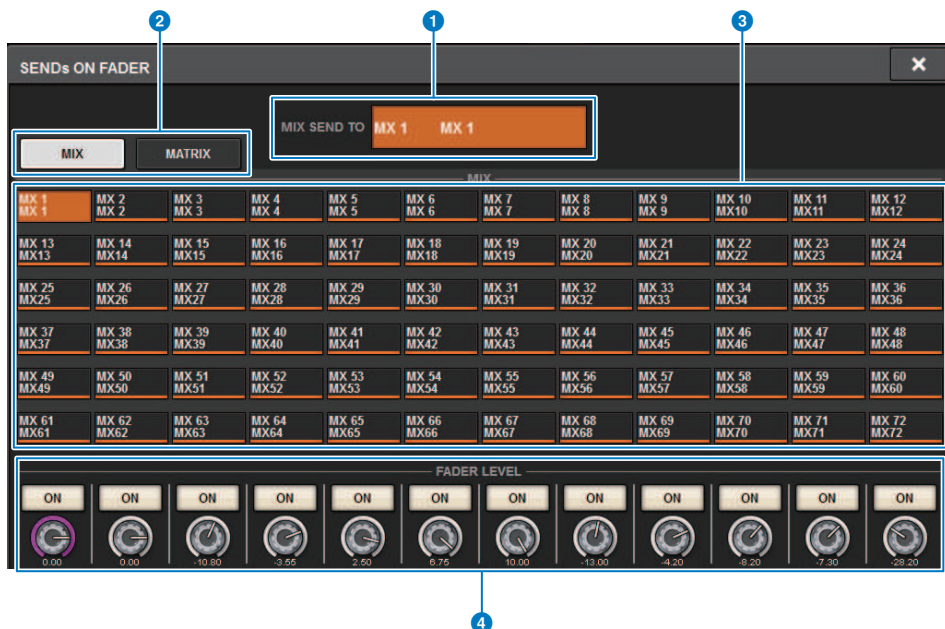 2
1
3
SENDs ON FADER
MIX SEND TO MX 1 MX 1
MIX MATRIX
MIX
MX 1 MX 2 MX 3 MX 4 MX 5 MX 6 MX 7 MX 8 MX 9 MX 10 MX 11 MX 12
MX 1 MX 2 MX 3 MX 4 MX 5 MX 6 MX 7 MX 8 MX 9 MX10 MX11 MX12
MX 13 MX 14 MX 15 MX 16 MX 17 MX 18 MX 19 MX 20 MX 21 MX 22 MX 23 MX 24
MX13 MX14 MX15 MX16 MX17 MX18 MX19 MX20 MX21 MX22 MX23 MX24
MX 25 MX 26 MX 27 MX 28 MX 29 MX 30 MX 31 MX 32 MX 33 MX 34 MX 35 MX 36
MX25 MX26 MX27 MX28 MX29 MX30 MX31 MX32 MX33 MX34 MX35 MX36
MX 37 MX 38 MX 39 MX 40 MX 41 MX 42 MX 43 MX 44 MX 45 MX 46 MX 47 MX 48
MX37 MX38 MX39 MX40 MX41 MX42 MX43 MX44 MX45 MX46 MX47 MX48
MX 49 MX 50 MX 51 MX 52 MX 53 MX 54 MX 55 MX 56 MX 57 MX 58 MX 59 MX 60
MX49 MX50 MX51 MX52 MX53 MX54 MX55 MX56 MX57 MX58 MX59 MX60
MX 61 MX 62 MX 63 MX 64 MX 65 MX 66 MX 67 MX 68 MX 69 MX 70 MX 71 MX 72
MX61 MX62 MX63 MX64 MX65 MX66 MX67 MX68 MX69 MX70 MX71 MX72
FADER LEVEL
ON ON ON ON ON ON ON ON ON ON ON ON
0.00 0.00 -10.80 -3.55 2.50 6.75 10.00 -13.00 -4.20 -8.20 -7.30 -28.20
4